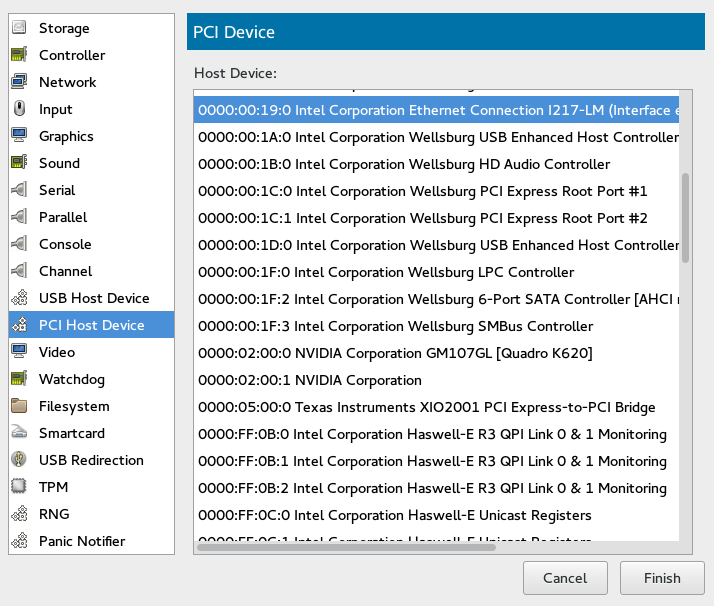 Storage
Controller
Network
Input
Graphics
Sound
Serial
Parallel
Console
Channel
USB Host Device
PCI Host Device
Video
Watchdog
Filesystem
Smartcard
USB Redirection
TPM
RNG
Panic Notifier
PCI Device
Host Device:
0000:00:19:0 Intel Corporation Ethernet Connection I217-LM (Interface e
0000:00:1A:0 Intel Corporation Wellsburg USB Enhanced Host Controller
0000:00:1B:0 Intel Corporation Wellsburg HD Audio Controller
0000:00:1C:0 Intel Corporation Wellsburg PCI Express Root Port #1
0000:00:1C:1 Intel Corporation Wellsburg PCI Express Root Port #2
0000:00:1D:0 Intel Corporation Wellsburg USB Enhanced Host Controller
0000:00:1F:0 Intel Corporation Wellsburg LPC Controller
0000:00:1F:2 Intel Corporation Wellsburg 6-Port SATA Controller [AHCI
0000:00:1F:3 Intel Corporation Wellsburg SMBus Controller
0000:02:00:0 NVIDIA Corporation GM107GL [Quadro K620]
0000:02:00:1 NVIDIA Corporation
0000:05:00:0 Texas Instruments XIO2001 PCI Express-to-PCI Bridge
0000:FF:0B:0 Intel Corporation Haswell-E R3 QPI Link 0 & 1 Monitoring
0000:FF:0B:1 Intel Corporation Haswell-E R3 QPI Link 0 & 1 Monitoring
0000:FF:0B:2 Intel Corporation Haswell-E R3 QPI Link 0 & 1 Monitoring
0000:FF:0C:0 Intel Corporation Haswell-E Unicast Registers
0000:FF:0C:1 Intel Corporation Haswell-E Unicast Registers
Cancel
Finish